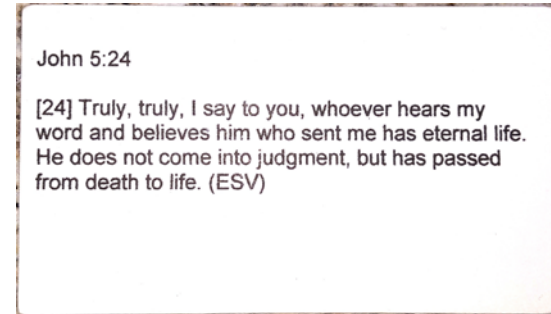 John 5:24
[24] Truly, truly, I say to you, whoever hears my
word and believes him who sent me has eternal life.
He does not come into judgment, but has passed
from death to life. (ESV)